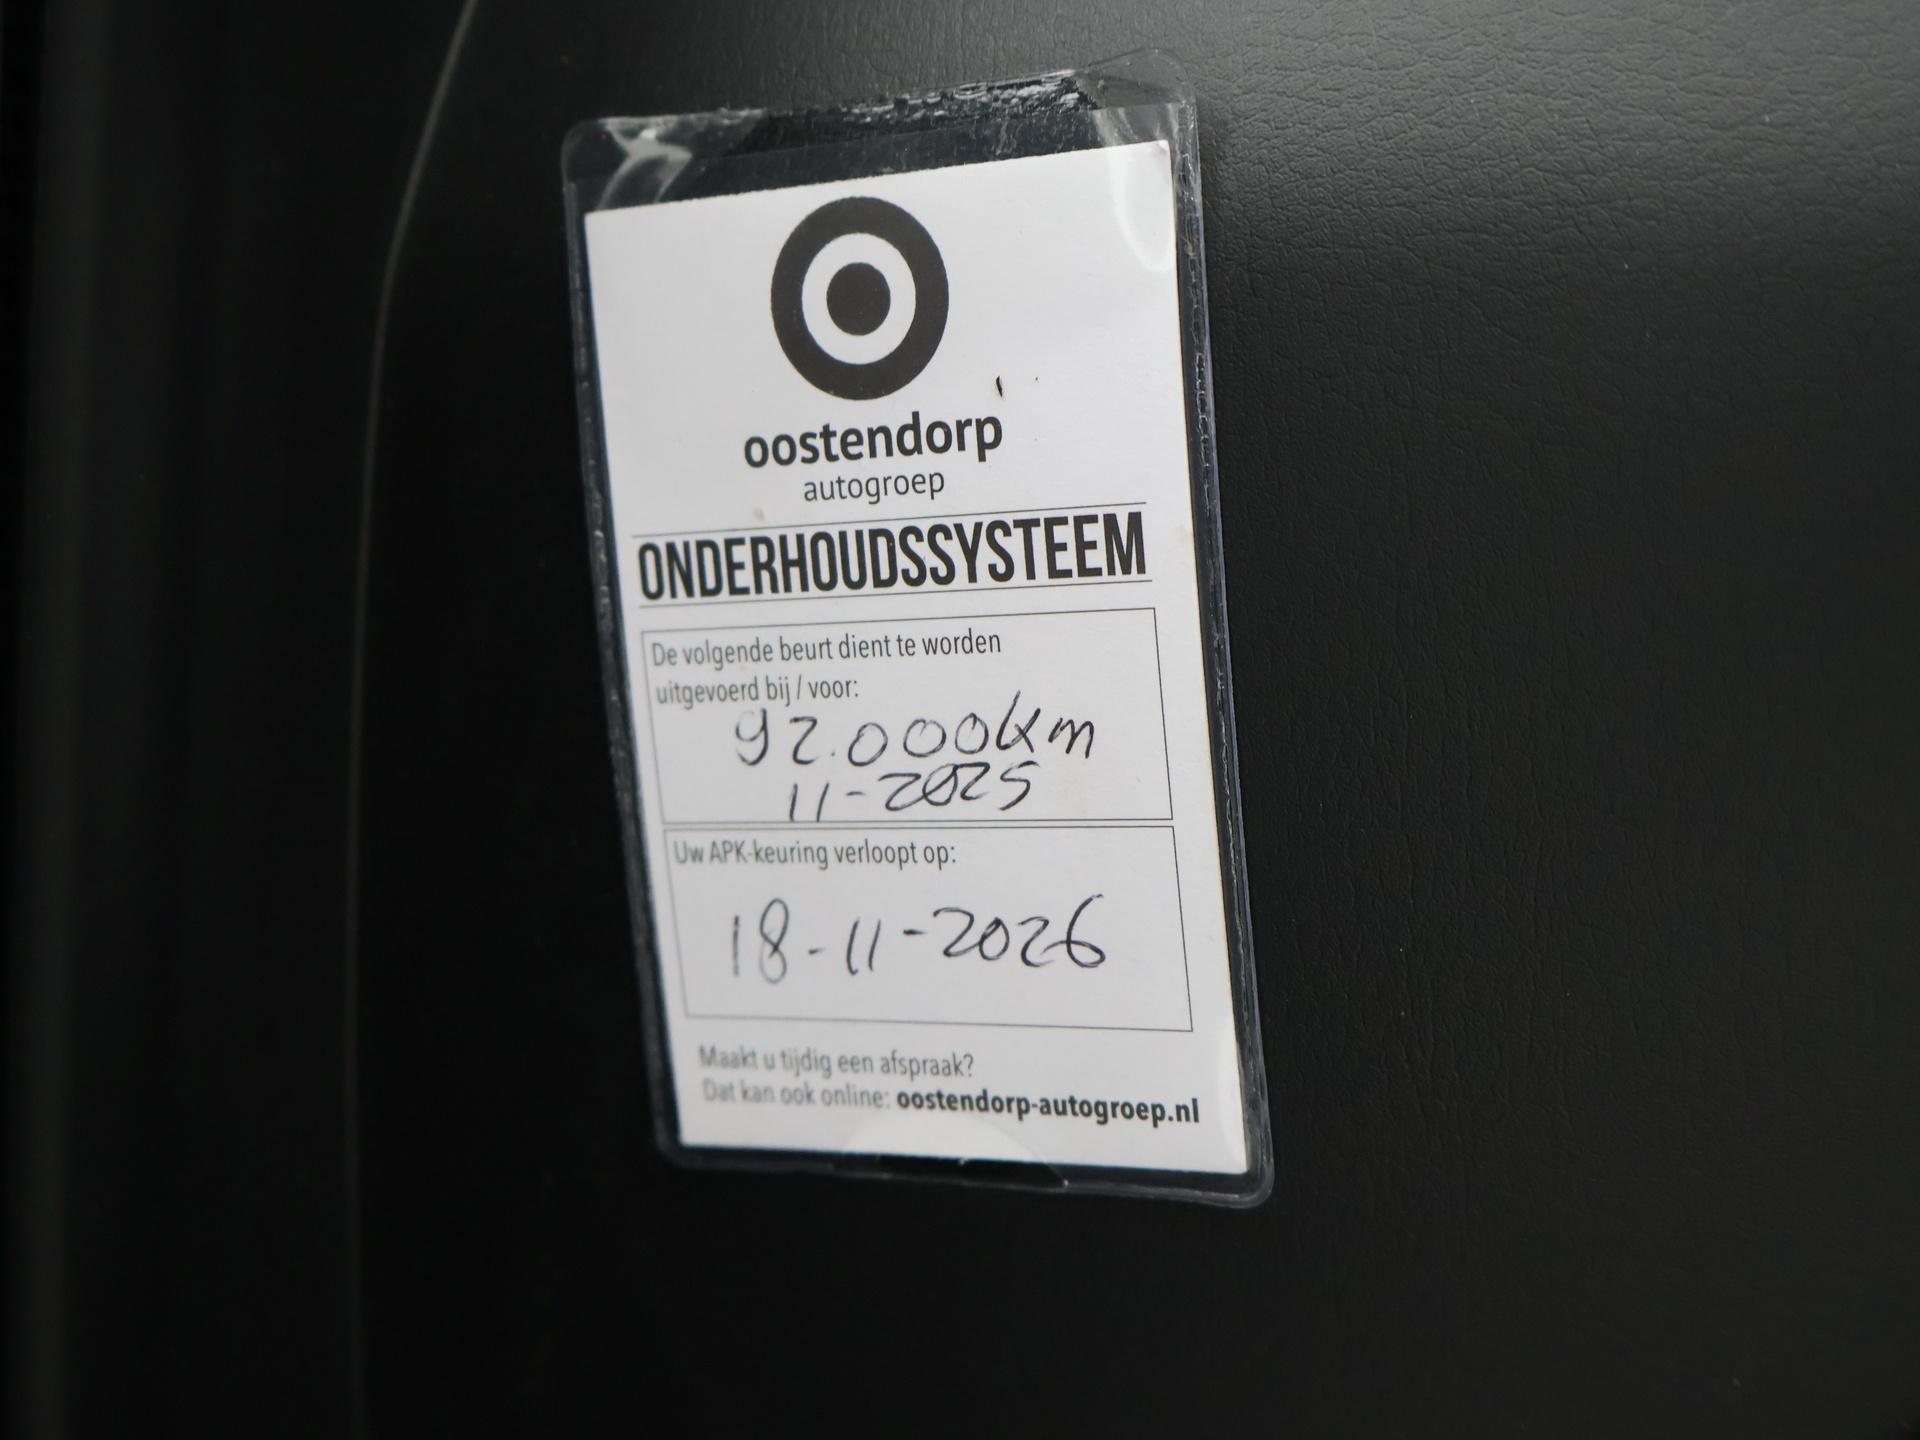 oostendorp
autogroep
ONDERHOUDSSYSTEEM
De volgende beurt dient te worden
uitgevoerd bij / voor:
92.000km
11-2025
Uw APK-keuring verloopt op:
18-11-2026
Maakt u tijdig een afspraak?
Dat kan ook online: oostendorp-autogroep.nl